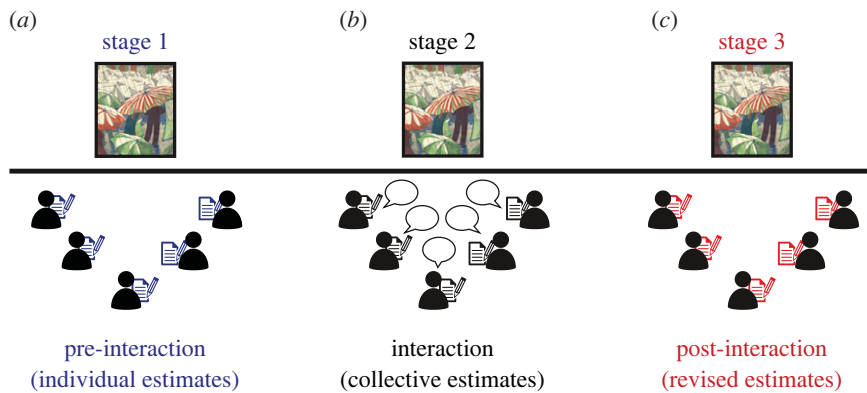 (a)
stage 1
pre-interaction
(individual estimates)
(b)
stage 2
interaction
(collective estimates)
(c)
stage 3
post-interaction
(revised estimates)